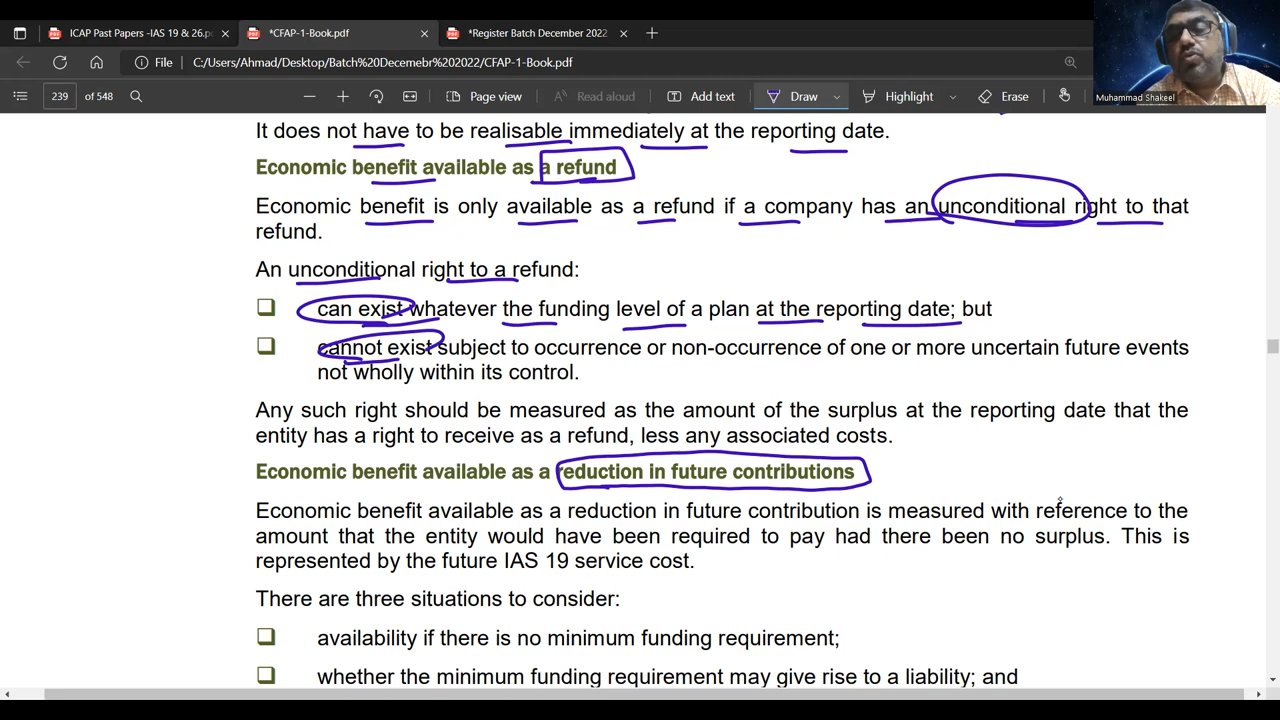 ICAP Past Papers -IAS 19 & 26.p
*CFAP-1-Book.pdf
*Register Batch December 2022
File
C:/Users/Ahmad/Desktop/Batch%20Decemebr%202022/CFAP-1-Book.pdf
239 of 548
Page view
Read aloud
Add text
Draw
Highlight
Erase
Muhammad Shakeel
It does not have to be realisable immediately at the reporting date.
Economic benefit available as a refund
Economic benefit is only available as a refund if a company has an unconditional right to that
refund.
An unconditional right to a refund:
can exist whatever the funding level of a plan at the reporting date; but
cannot exist subject to occurrence or non-occurrence of one or more uncertain future events
not wholly within its control.
Any such right should be measured as the amount of the surplus at the reporting date that the
entity has a right to receive as a refund, less any associated costs.
Economic benefit available as a reduction in future contributions
Economic benefit available as a reduction in future contribution is measured with reference to the
amount that the entity would have been required to pay had there been no surplus. This is
represented by the future IAS 19 service cost.
There are three situations to consider:
availability if there is no minimum funding requirement;
whether the minimum funding requirement may give rise to a liability; and